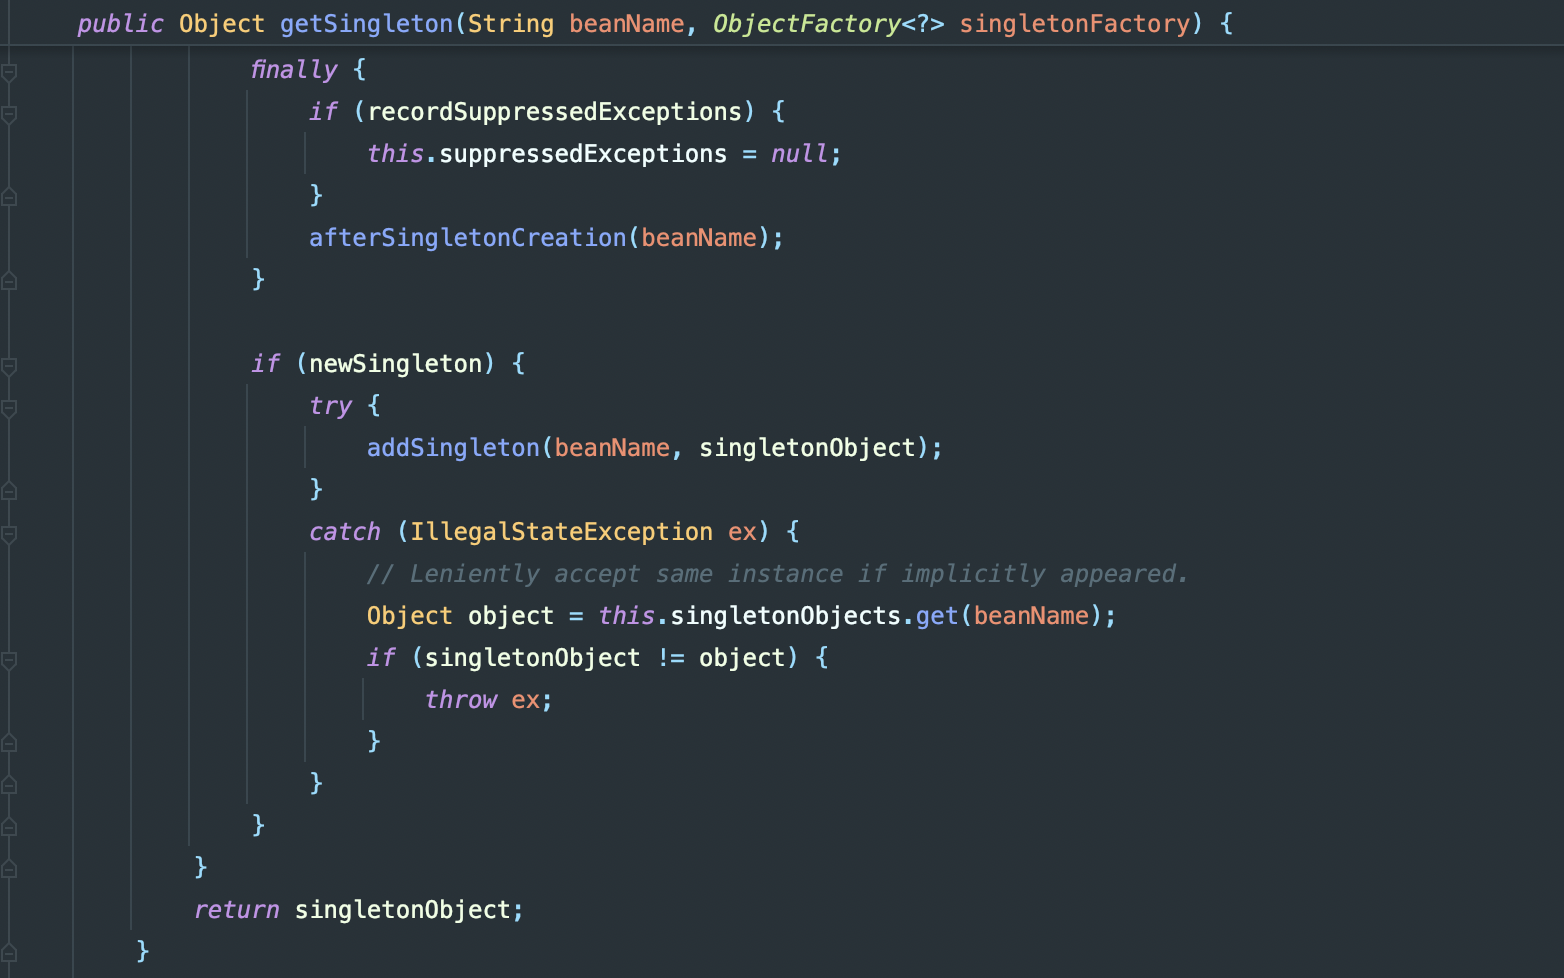 public Object getSingleton(String beanName, ObjectFactory<?> singletonFactory) {
finally {
if (recordSuppressedExceptions) {
this.suppressedExceptions = null;
}
afterSingletonCreation(beanName);
}
if (newSingleton) {
try {
addSingleton(beanName, singletonObject);
}
catch (IllegalStateException ex) {
// Leniently accept same instance if implicitly appeared.
Object object = this.singletonObjects.get(beanName);
if (singletonObject != object) {
throw ex;
}
}
}
}
return singletonObject;
}